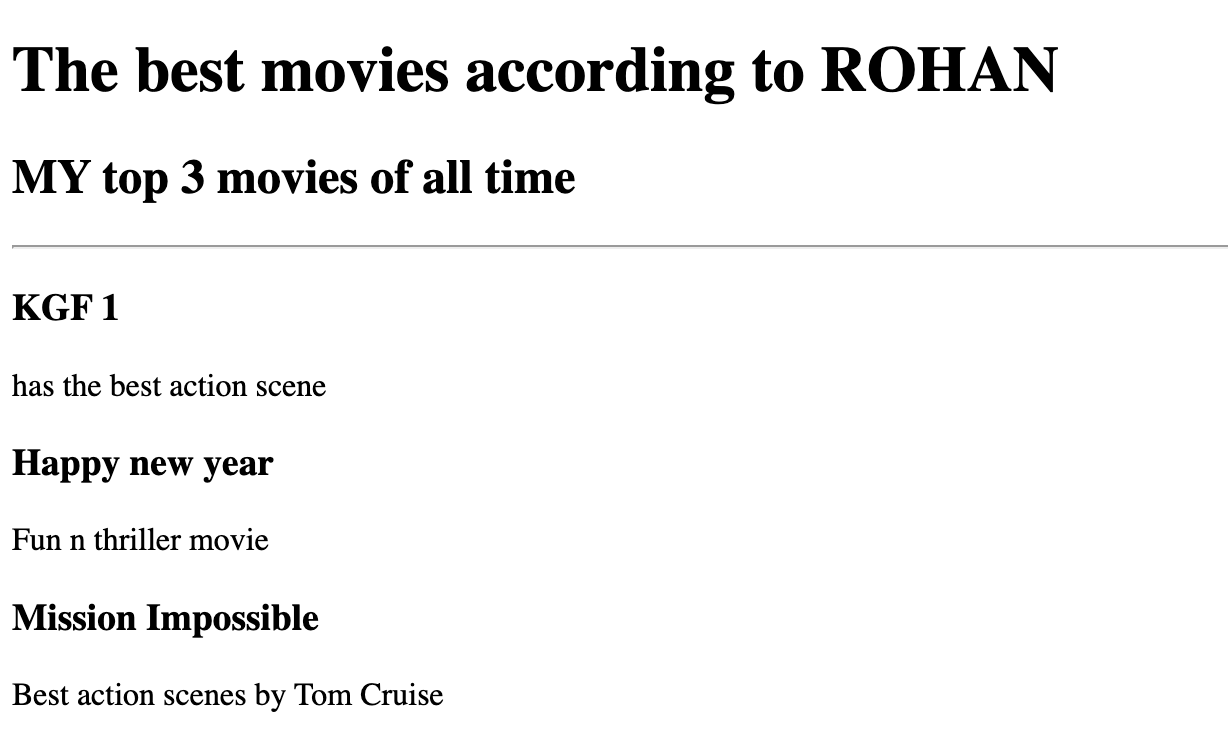 The best movies according to ROHAN
MY top 3 movies of all time
KGF 1
has the best action scene
Happy new year
Fun n thriller movie
Mission Impossible
Best action scenes by Tom Cruise